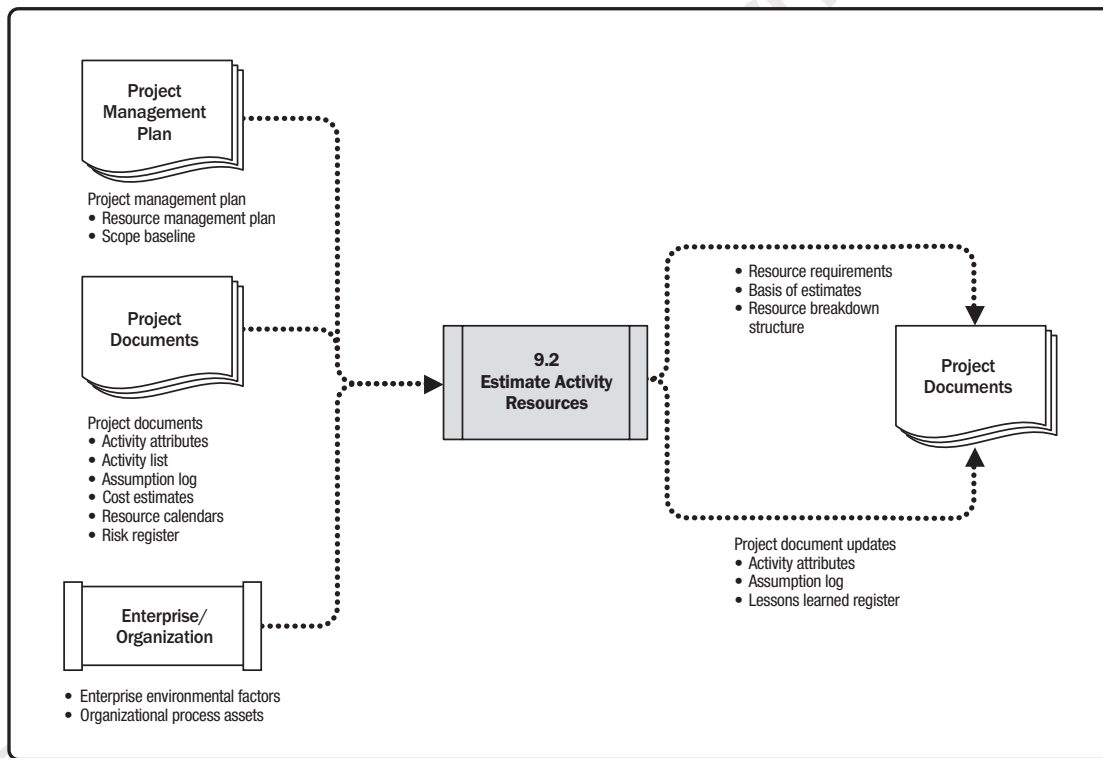 Project
Management
Plan
Project management plan
• Resource management plan
• Scope baseline
Project
Documents
Project documents
• Activity attributes
• Activity list
• Assumption log
• Cost estimates
• Resource calendars
• Risk register
Enterprise/
Organization
• Enterprise environmental factors
• Organizational process assets
9.2
Estimate Activity
Resources
• Resource requirements
• Basis of estimates
• Resource breakdown
structure
Project
Documents
Project document updates
• Activity attributes
• Assumption log
• Lessons learned register